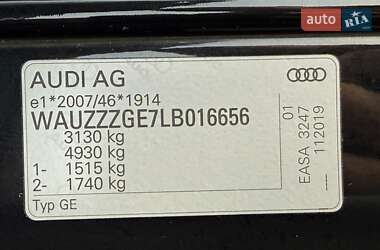 auto RIA
AUDI AG
e1*2007/46*1914
WAUZZZGE7LB016656
3130 kg
4930 kg
1- 1515 kg
2- 1740 kg
Typ GE
EASA 3247 01
112019